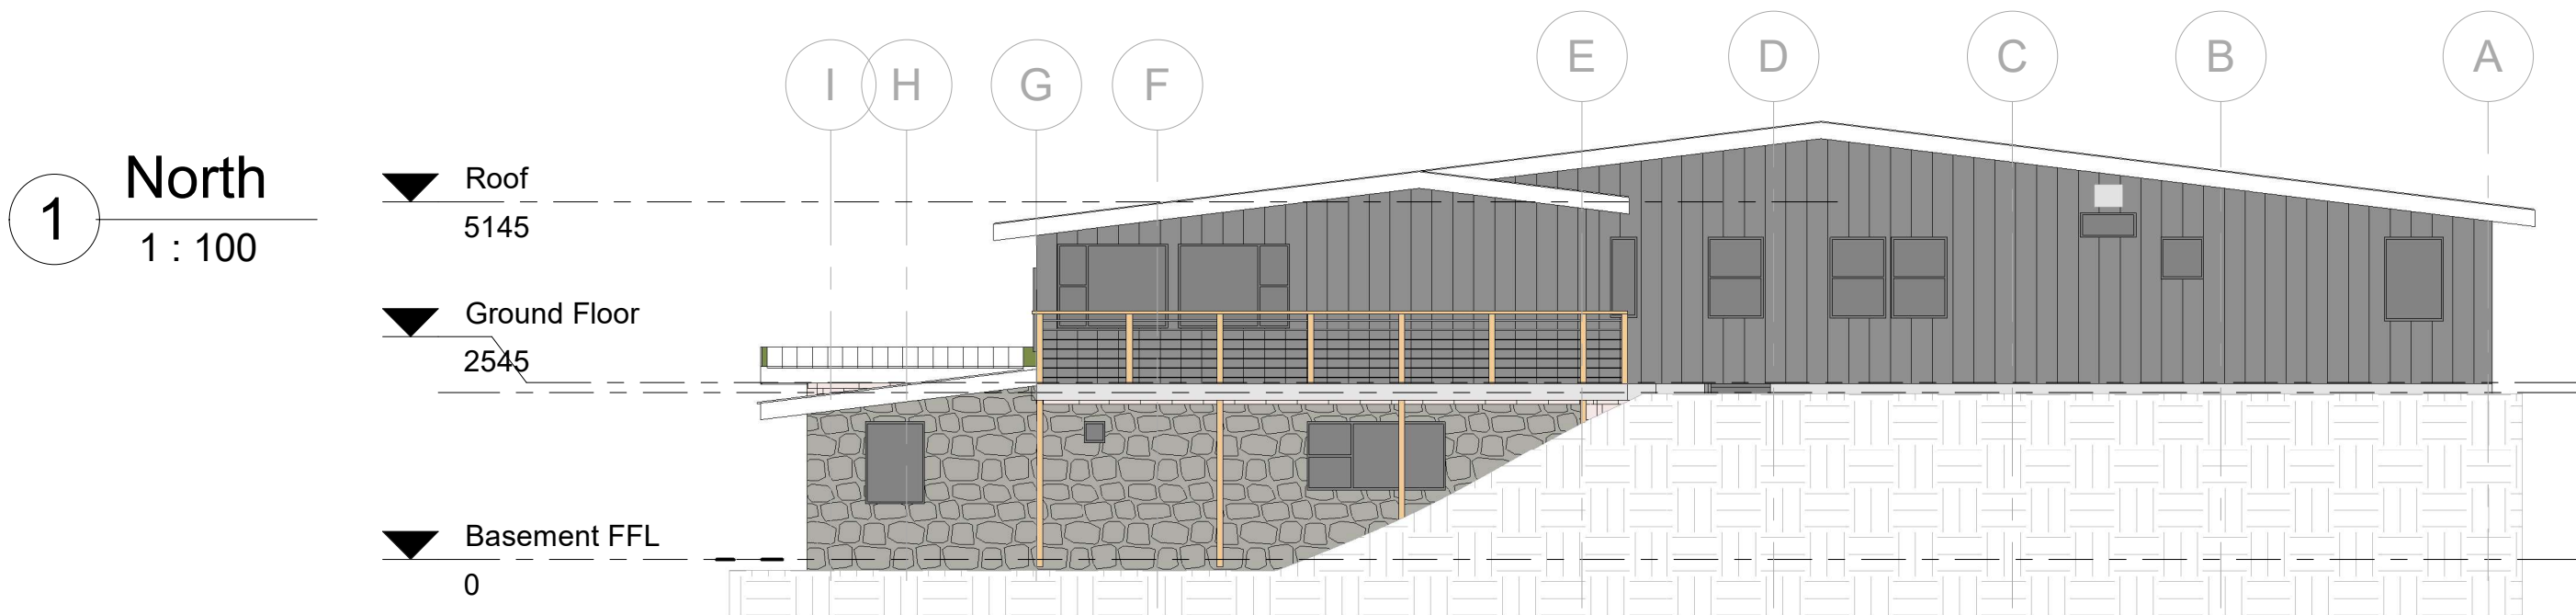 I H G F E D C B A
1
North
1 : 100
Roof
5145
Ground Floor
2545
Basement FFL
0